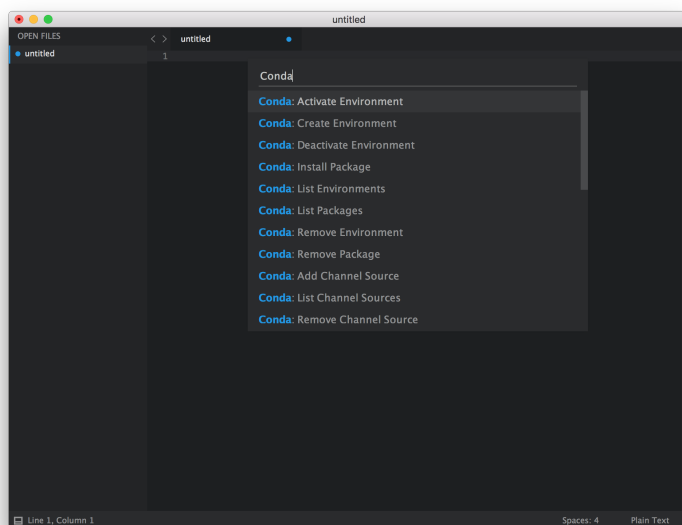 untitled
OPEN FILES
untitled
untitled
1
Conda
Conda: Activate Environment
Conda: Create Environment
Conda: Deactivate Environment
Conda: Install Package
Conda: List Environments
Conda: List Packages
Conda: Remove Environment
Conda: Remove Package
Conda: Add Channel Source
Conda: List Channel Sources
Conda: Remove Channel Source
Line 1, Column 1
Spaces: 4
Plain Text